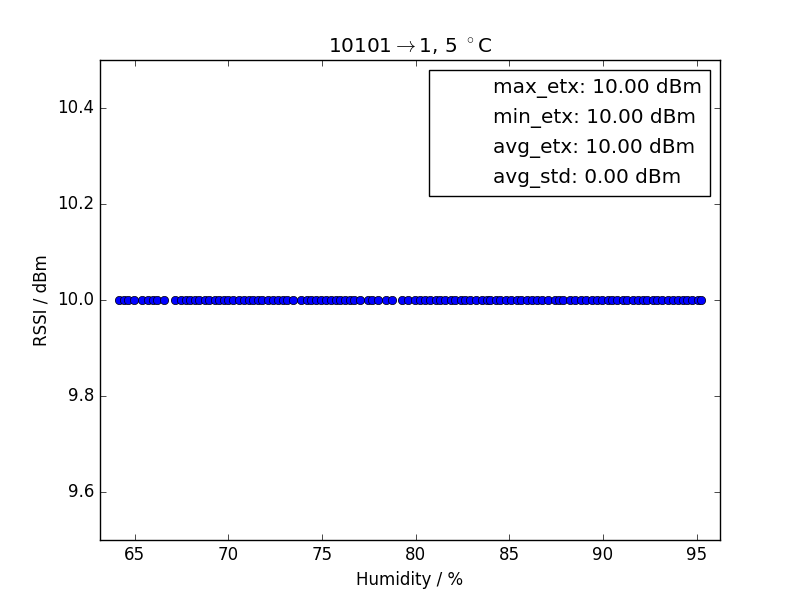 10101→1, 5 °C
max_etx: 10.00 dBm
min_etx: 10.00 dBm
avg_etx: 10.00 dBm
avg_std: 0.00 dBm
RSSI / dBm
10.4
10.2
10.0
9.8
9.6
65 70 75 80 85 90 95
Humidity / %